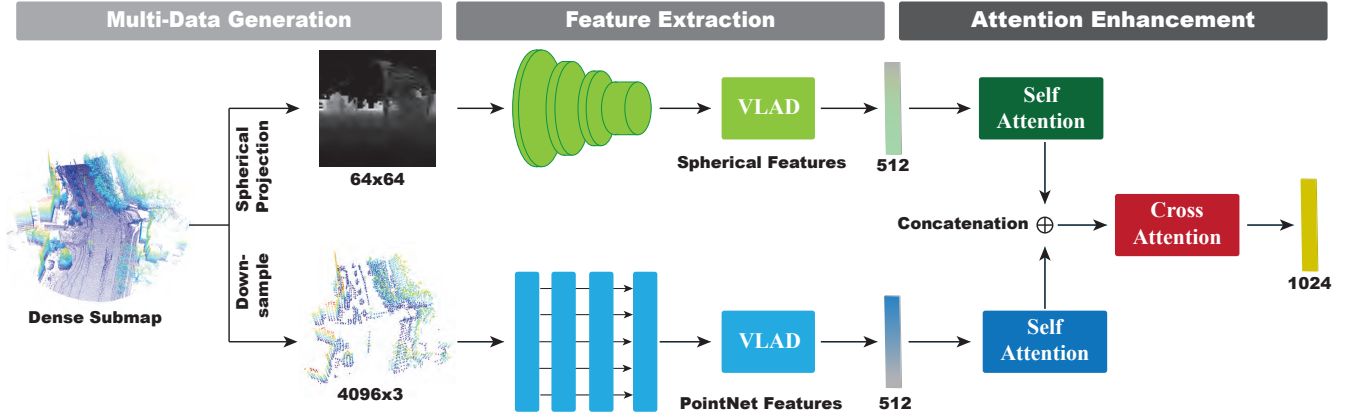 Multi-Data Generation
Feature Extraction
Attention Enhancement
Spherical
Projection
64x64
VLAD
Spherical Features
512
Self
Attention
Dense Submap
Concatenation
Cross
Attention
1024
Down-
sample
4096x3
VLAD
PointNet Features
512
Self
Attention